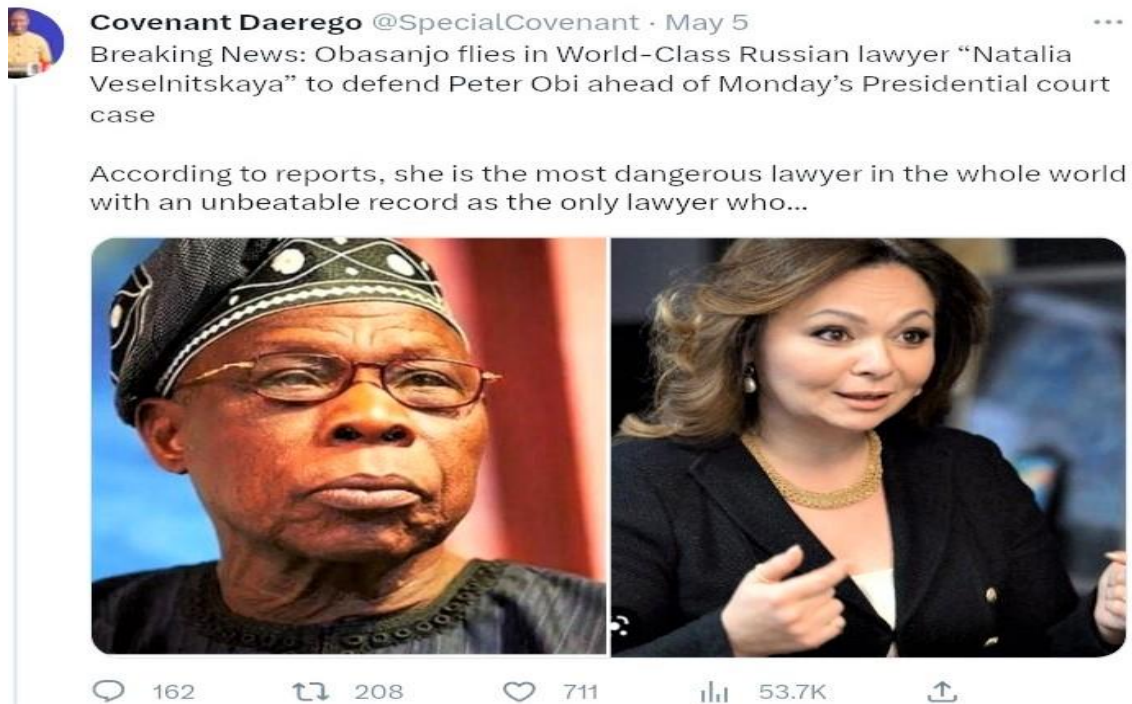 Covenant Daerego @SpecialCovenant · May 5
Breaking News: Obasanjo flies in World-Class Russian lawyer “Natalia
Veselnitskaya” to defend Peter Obi ahead of Monday’s Presidential court
case
According to reports, she is the most dangerous lawyer in the whole world
with an unbeatable record as the only lawyer who...
162 208 711 53.7K